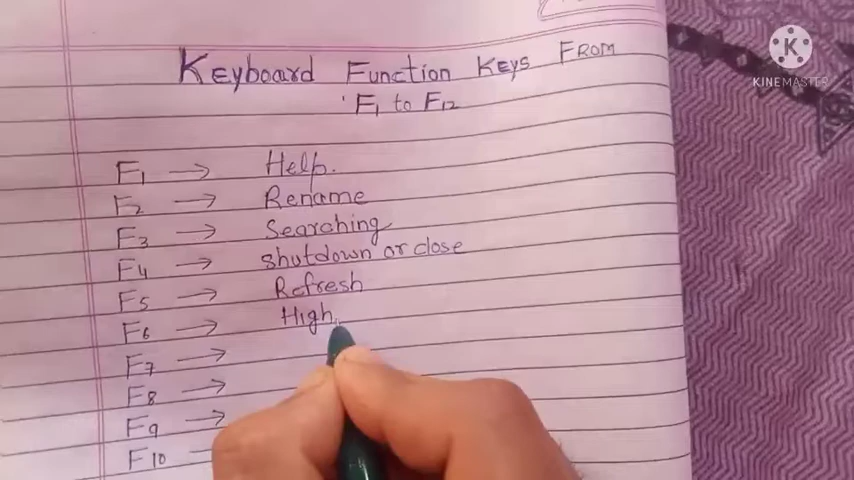 Keyboard Function Keys From
F1 to F12
F1 → Help.
F2 → Rename
F3 → Searching
F4 → shutdown or close
F5 → Refresh
F6 → High
F7 →
F8 →
F9 →
F10
K
KINEMASTER